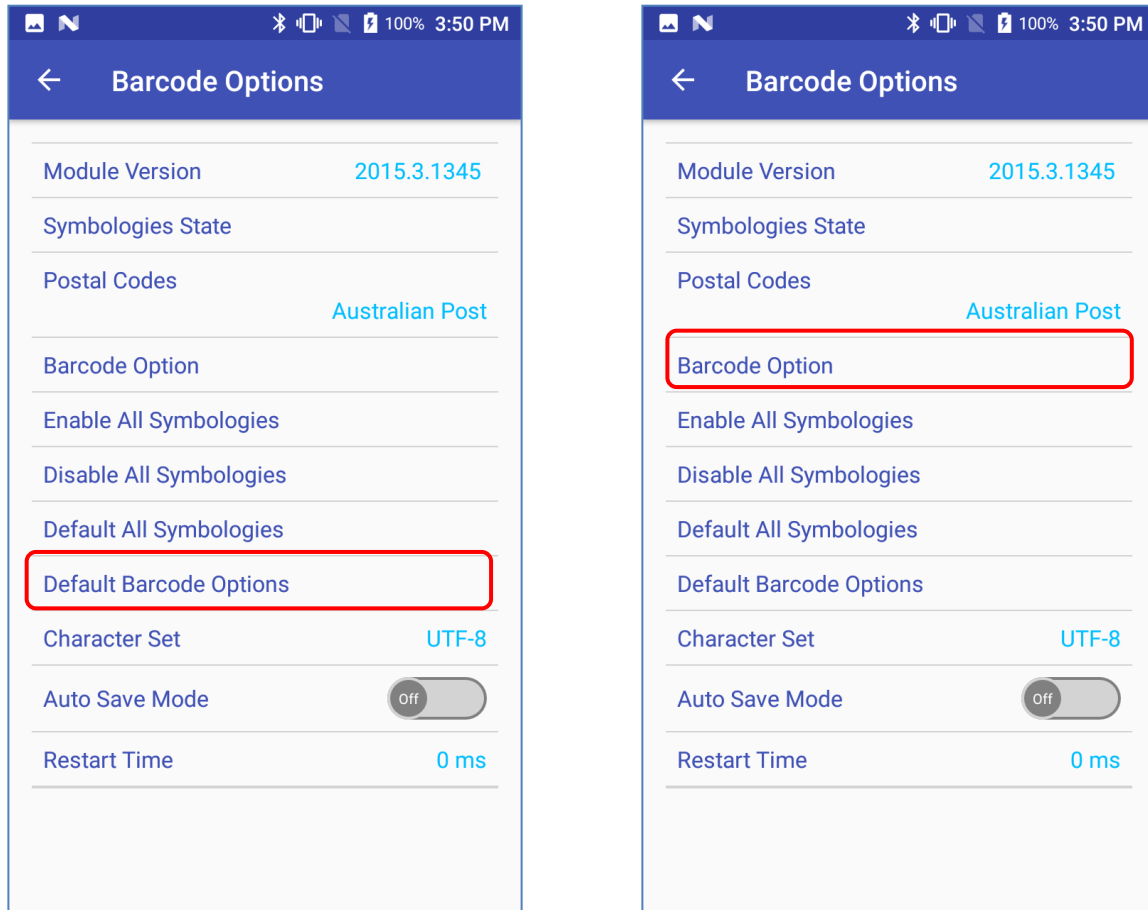 100% 3:50 PM
Barcode Options
Module Version 2015.3.1345
Symbologies State
Postal Codes
Australian Post
Barcode Option
Enable All Symbologies
Disable All Symbologies
Default All Symbologies
Default Barcode Options
Character Set UTF-8
Auto Save Mode Off
Restart Time 0 ms
100% 3:50 PM
Barcode Options
Module Version 2015.3.1345
Symbologies State
Postal Codes
Australian Post
Barcode Option
Enable All Symbologies
Disable All Symbologies
Default All Symbologies
Default Barcode Options
Character Set UTF-8
Auto Save Mode Off
Restart Time 0 ms